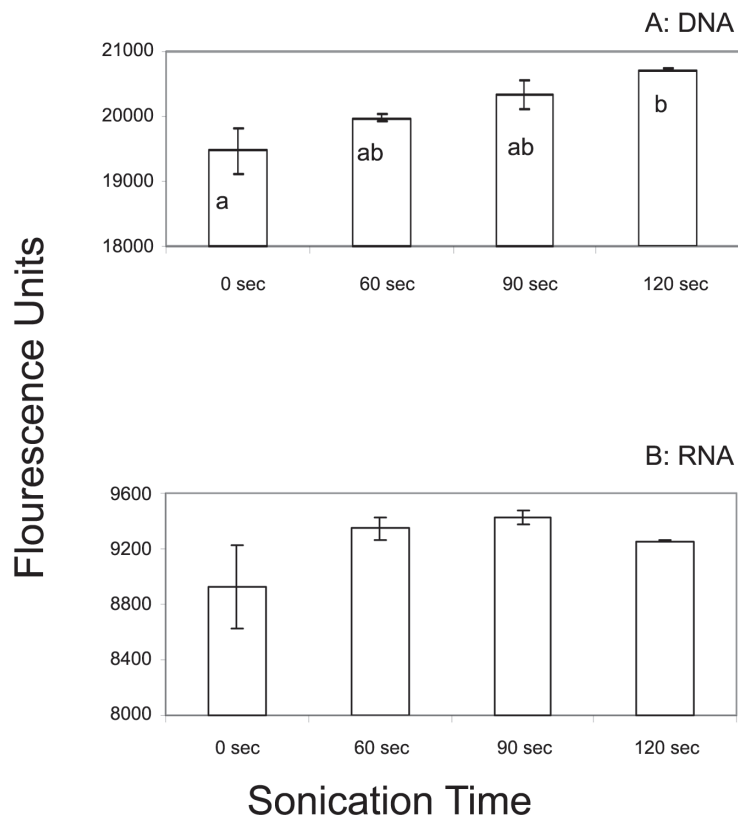 A: DNA
21000
20000
19000
18000
a
ab
ab
b
0 sec 60 sec 90 sec 120 sec
Flourescence Units
B: RNA
9600
9200
8800
8400
8000
0 sec 60 sec 90 sec 120 sec
Sonication Time